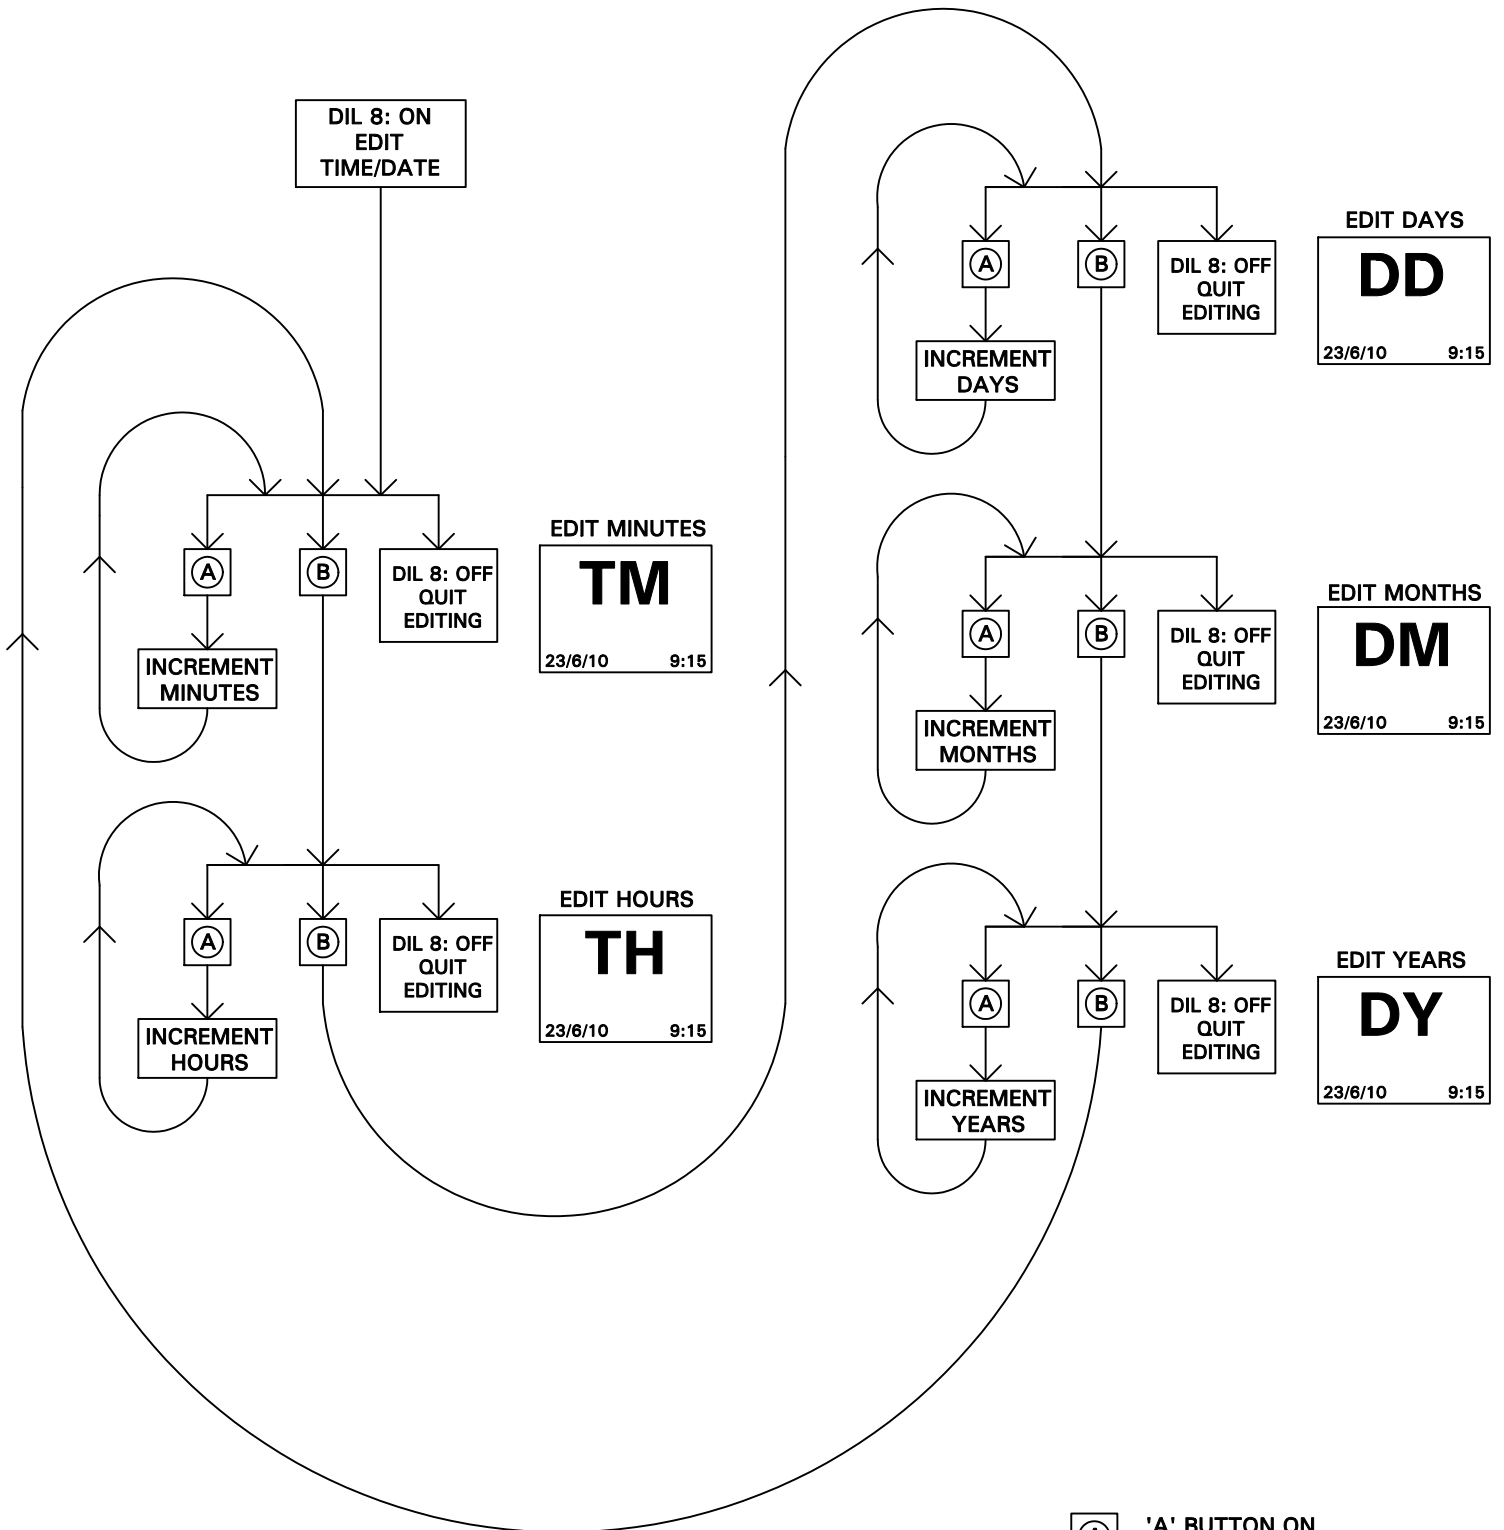 DIL 8: ON
EDIT
TIME/DATE
A
B
DIL 8: OFF
QUIT
EDITING
INCREMENT
MINUTES
EDIT MINUTES
TM
23/6/10 9:15
A
B
DIL 8: OFF
QUIT
EDITING
INCREMENT
HOURS
EDIT HOURS
TH
23/6/10 9:15
A
B
DIL 8: OFF
QUIT
EDITING
INCREMENT
DAYS
EDIT DAYS
DD
23/6/10 9:15
A
B
DIL 8: OFF
QUIT
EDITING
INCREMENT
MONTHS
EDIT MONTHS
DM
23/6/10 9:15
A
B
DIL 8: OFF
QUIT
EDITING
INCREMENT
YEARS
EDIT YEARS
DY
23/6/10 9:15
A 'A' BUTTON ON